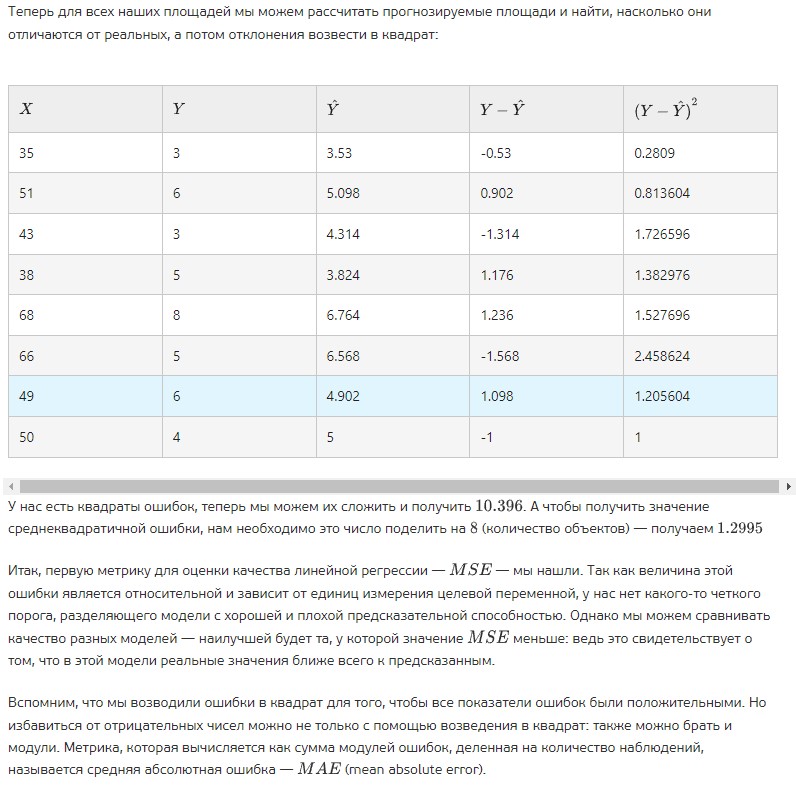 Теперь для всех наших площадей мы можем рассчитать прогнозируемые площади и найти, насколько они
отличаются от реальных, а потом отклонения возвести в квадрат:
X Y Ŷ Y − Ŷ (Y − Ŷ)²
35 3 3.53 -0.53 0.2809
51 6 5.098 0.902 0.813604
43 3 4.314 -1.314 1.726596
38 5 3.824 1.176 1.382976
68 8 6.764 1.236 1.527696
66 5 6.568 -1.568 2.458624
49 6 4.902 1.098 1.205604
50 4 5 -1 1
У нас есть квадраты ошибок, теперь мы можем их сложить и получить 10.396. А чтобы получить значение
среднеквадратичной ошибки, нам необходимо это число поделить на 8 (количество объектов) — получаем 1.2995
Итак, первую метрику для оценки качества линейной регрессии — MSE — мы нашли. Так как величина этой
ошибки является относительной и зависит от единиц измерения целевой переменной, у нас нет какого-то четкого
порога, разделяющего модели с хорошей и плохой предсказательной способностью. Однако мы можем сравнивать
качество разных моделей — наилучшей будет та, у которой значение MSE меньше: ведь это свидетельствует о
том, что в этой модели реальные значения ближе всего к предсказанным.
Вспомним, что мы возводили ошибки в квадрат для того, чтобы все показатели ошибок были положительными. Но
избавиться от отрицательных чисел можно не только с помощью возведения в квадрат: также можно брать и
модули. Метрика, которая вычисляется как сумма модулей ошибок, деленная на количество наблюдений,
называется средняя абсолютная ошибка — MAE (mean absolute error).